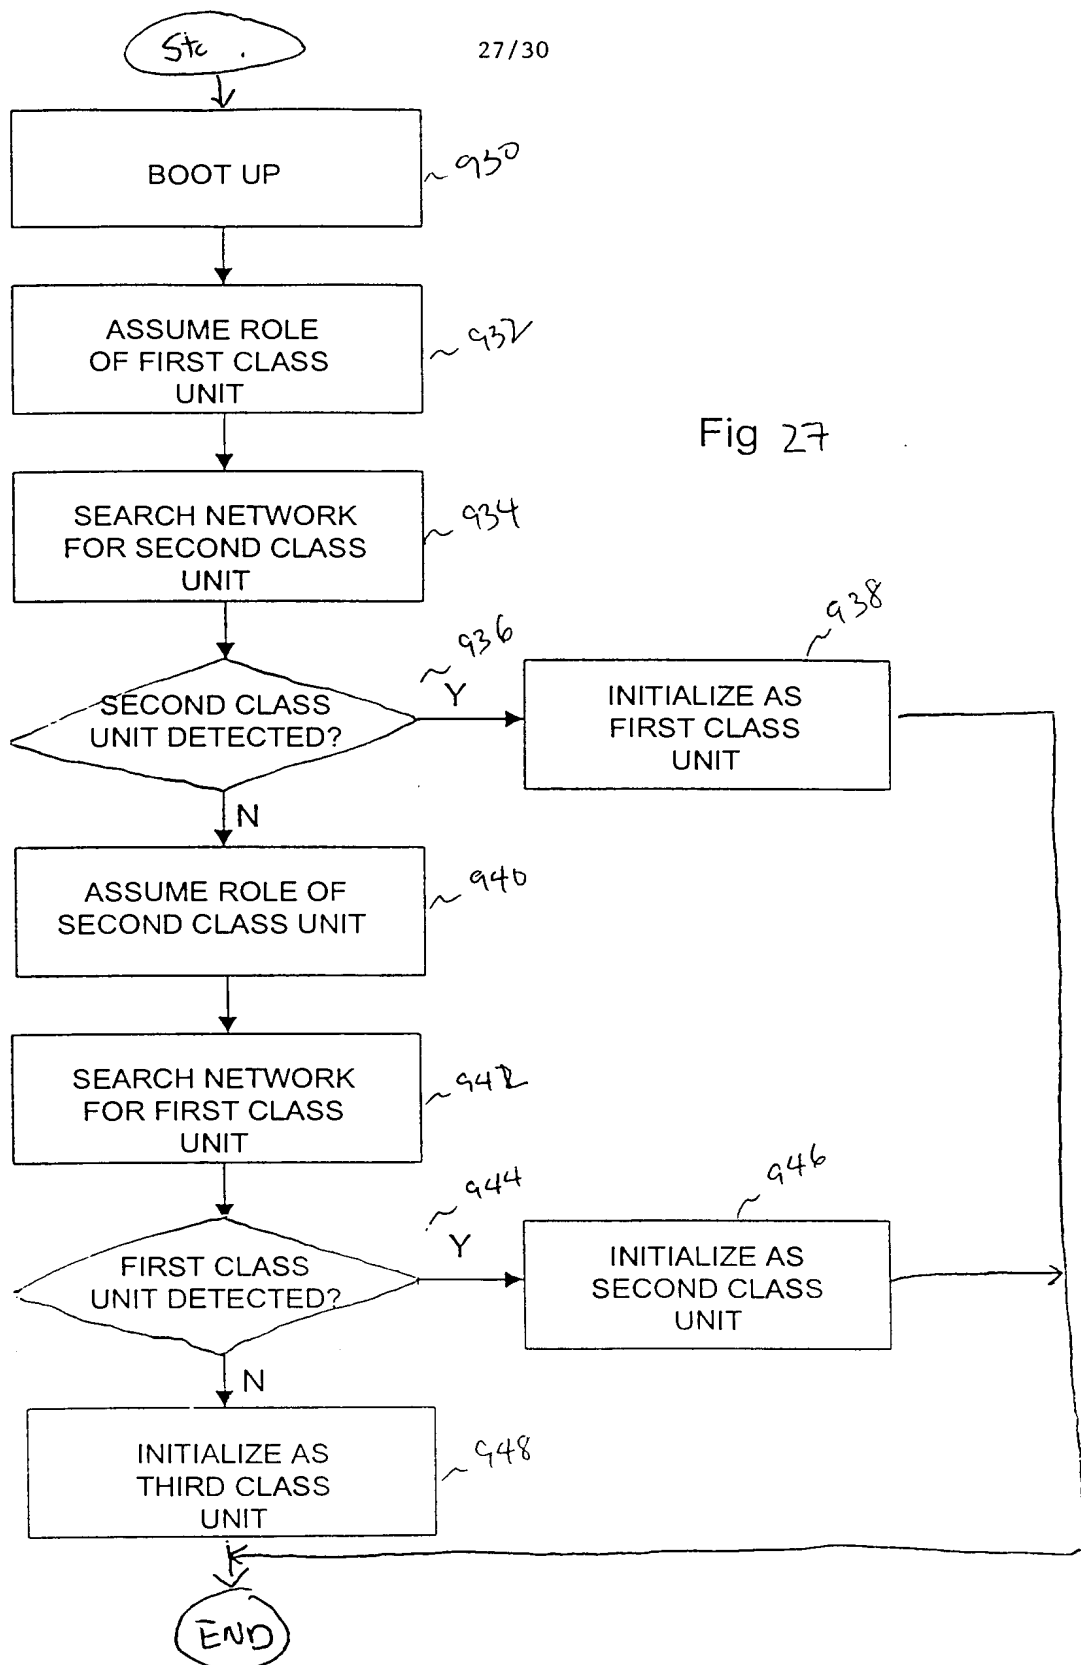 27/30
BOOT UP
~ 930
ASSUME ROLE
OF FIRST CLASS
UNIT
~ 932
Fig 27
SEARCH NETWORK
FOR SECOND CLASS
UNIT
~ 934
SECOND CLASS
UNIT DETECTED?
~ 936
Y
INITIALIZE AS
FIRST CLASS
UNIT
~ 938
N
ASSUME ROLE OF
SECOND CLASS UNIT
~ 940
SEARCH NETWORK
FOR FIRST CLASS
UNIT
~ 942
FIRST CLASS
UNIT DETECTED?
~ 944
Y
INITIALIZE AS
SECOND CLASS
UNIT
~ 946
N
INITIALIZE AS
THIRD CLASS
UNIT
~ 948
END